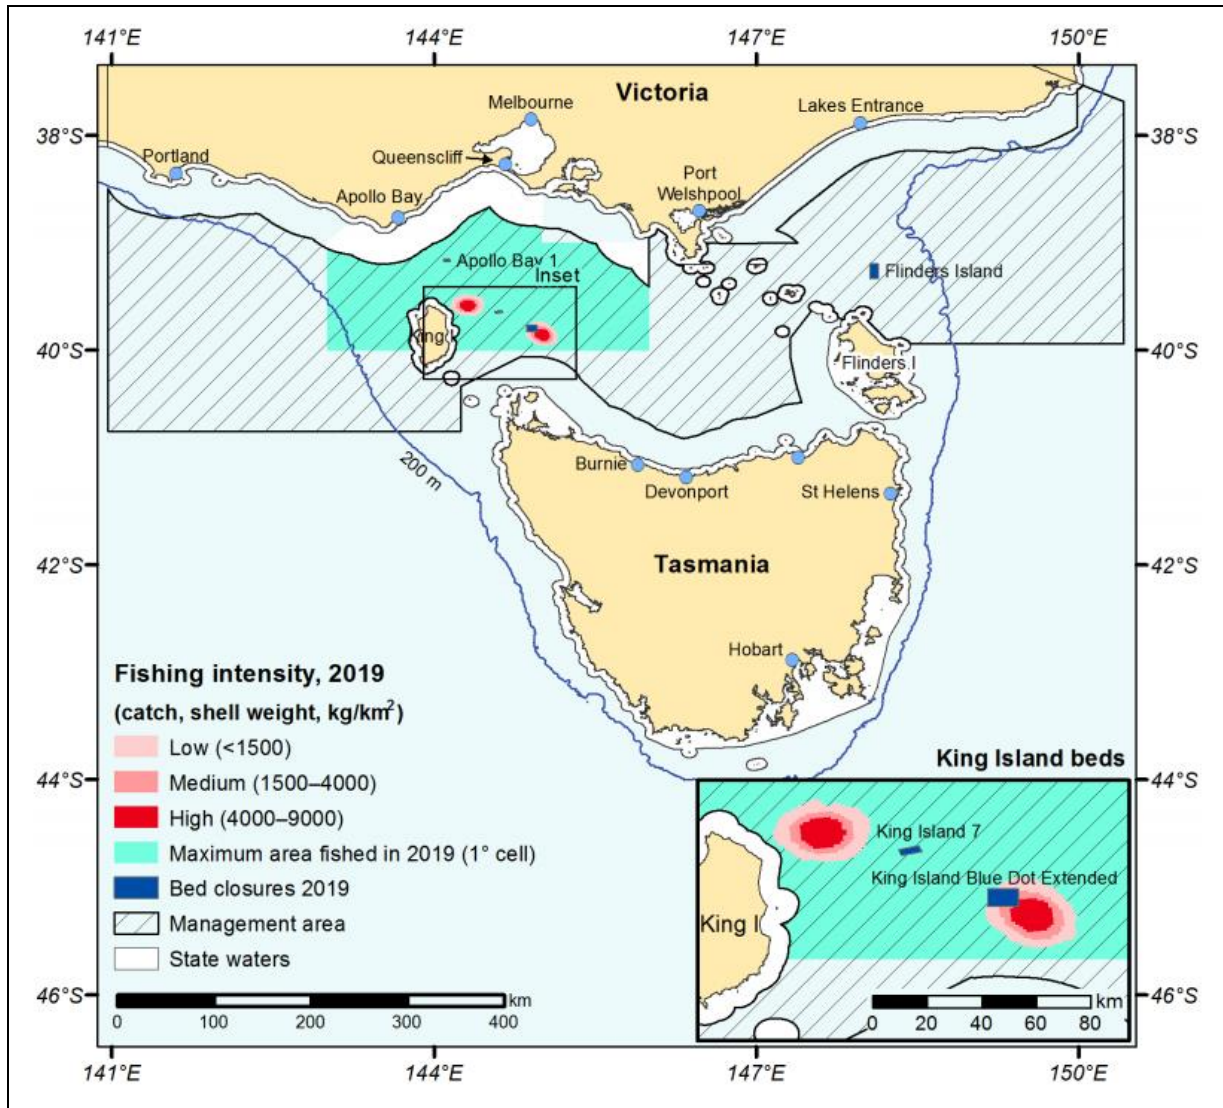 141°E 144°E 147°E 150°E
Victoria
Melbourne
Lakes Entrance
38°S
38°S
Queenscliff
Portland
Port
Welshpool
Apollo Bay
Apollo Bay 1
Inset
Flinders Island
King I
40°S
40°S
Flinders I
200 m
Burnie
Devonport
St Helens
42°S
42°S
Tasmania
Hobart
Fishing intensity, 2019
(catch, shell weight, kg/km²)
Low (<1500)
Medium (1500–4000)
High (4000–9000)
Maximum area fished in 2019 (1° cell)
Bed closures 2019
Management area
State waters
km
0 100 200 300 400
44°S
44°S
King Island beds
King Island 7
King Island Blue Dot Extended
King I
km
0 20 40 60 80
46°S
46°S
141°E 144°E 147°E 150°E